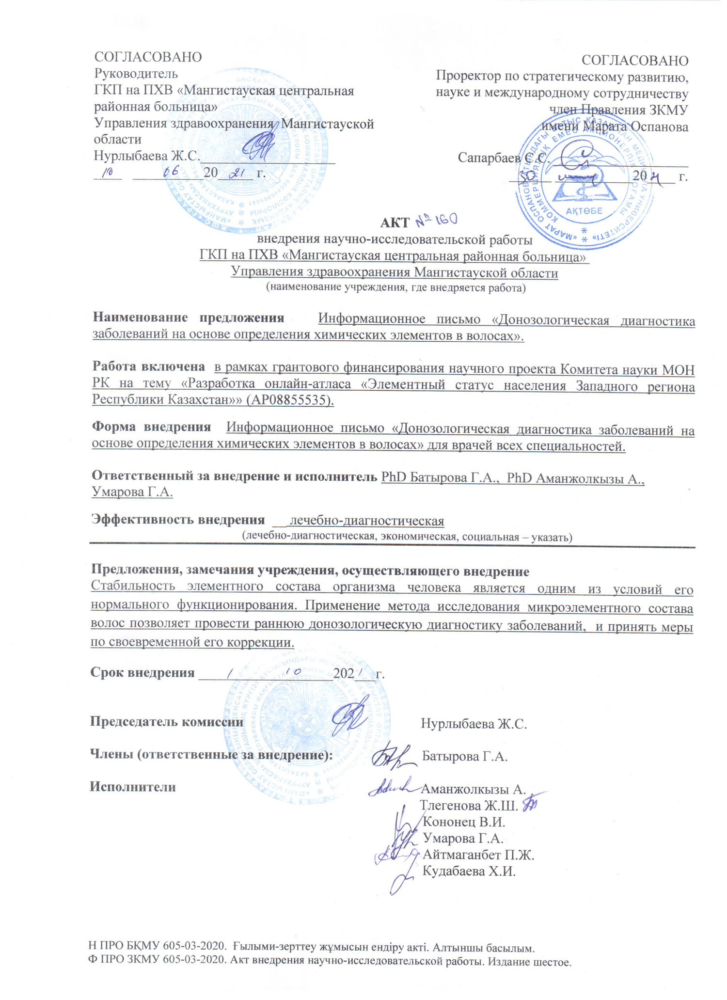 СОГЛАСОВАНО
Руководитель
ГКП на ПХВ «Мангистауская центральная
районная больница»
Управления здравоохранения Мангистауской
области
Нурлыбаева Ж.С.
10 06 2021 г.
СОГЛАСОВАНО
Проректор по стратегическому развитию,
науке и международному сотрудничеству
член Правления ЗКМУ
имени Марата Оспанова
Сапарбаев С.С.
30 20 г.
АҚТӨБЕ
АКТ №160
внедрения научно-исследовательской работы
ГКП на ПХВ «Мангистауская центральная районная больница»
Управления здравоохранения Мангистауской области
(наименование учреждения, где внедряется работа)
Наименование предложения Информационное письмо «Донозологическая диагностика
заболеваний на основе определения химических элементов в волосах».
Работа включена в рамках грантового финансирования научного проекта Комитета науки МОН
РК на тему «Разработка онлайн-атласа «Элементный статус населения Западного региона
Республики Казахстан»» (АР08855535).
Форма внедрения Информационное письмо «Донозологическая диагностика заболеваний на
основе определения химических элементов в волосах» для врачей всех специальностей.
Ответственный за внедрение и исполнитель PhD Батырова Г.А., PhD Аманжолкызы А.,
Умарова Г.А.
Эффективность внедрения __ лечебно-диагностическая
(лечебно-диагностическая, экономическая, социальная – указать)
Предложения, замечания учреждения, осуществляющего внедрение
Стабильность элементного состава организма человека является одним из условий его
нормального функционирования. Применение метода исследования микроэлементного состава
волос позволяет провести раннюю донозологическую диагностику заболеваний, и принять меры
по своевременной его коррекции.
Срок внедрения 1 10 2021 г.
Председатель комиссии Нурлыбаева Ж.С.
Члены (ответственные за внедрение): Батырова Г.А.
Исполнители Аманжолкызы А.
Тлегенова Ж.Ш.
Кононец В.И.
Умарова Г.А.
Айтмаганбет П.Ж.
Кудабаева Х.И.
Н ПРО БҚМУ 605-03-2020. Ғылыми-зерттеу жұмысын ендіру акті. Алтыншы басылым.
Ф ПРО ЗКМУ 605-03-2020. Акт внедрения научно-исследовательской работы. Издание шестое.